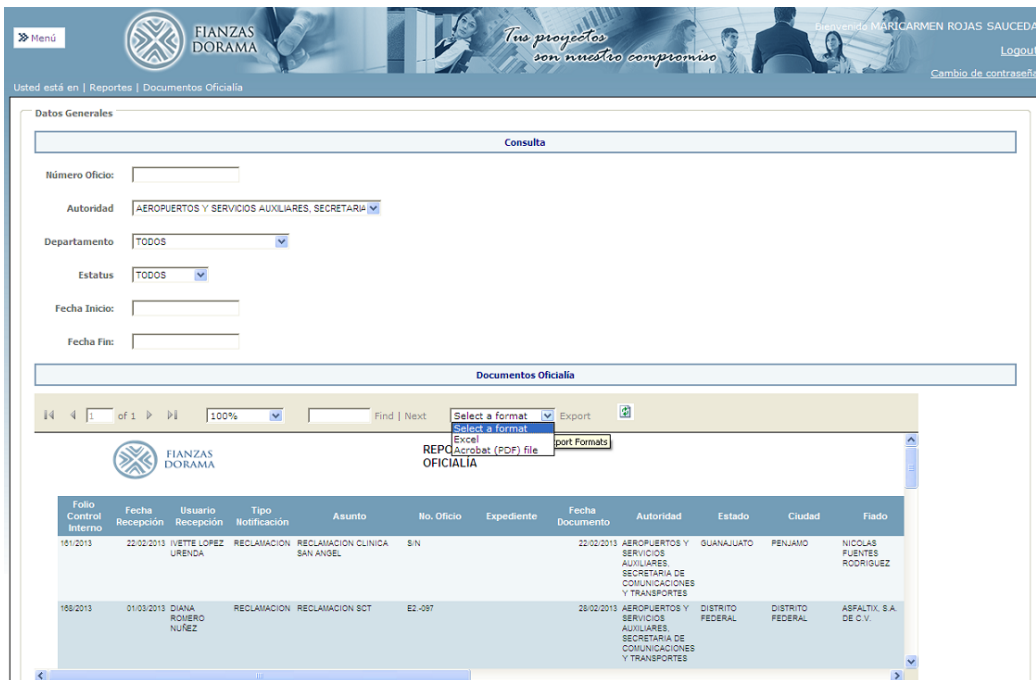 Menú
FIANZAS
DORAMA
Tus proyectos
son nuestro compromiso
Bienvenida MARICARMEN ROJAS SAUCEDA
Logout
Cambio de contraseña
Usted está en | Reportes | Documentos Oficialía
Datos Generales
Consulta
Número Oficio:
Autoridad AEROPUERTOS Y SERVICIOS AUXILIARES, SECRETARIA
Departamento TODOS
Estatus TODOS
Fecha Inicio:
Fecha Fin:
Documentos Oficialía
1 of 1 100% Find | Next Select a format Export
Select a format
Excel
Acrobat (PDF) file
port Formats
FIANZAS
DORAMA
REPO
OFICIALÍA
Folio Control Interno Fecha Recepción Usuario Recepción Tipo Notificación Asunto No. Oficio Expediente Fecha Documento Autoridad Estado Ciudad Fiado
161/2013 22/02/2013 IVETTE LOPEZ URENDA RECLAMACION RECLAMACION CLINICA SAN ANGEL S/N 22/02/2013 AEROPUERTOS Y SERVICIOS AUXILIARES, SECRETARIA DE COMUNICACIONES Y TRANSPORTES GUANAJUATO PENJAMO NICOLAS FUENTES RODRIGUEZ
168/2013 01/03/2013 DIANA ROMERO NUÑEZ RECLAMACION RECLAMACION SCT E2.-097 28/02/2013 AEROPUERTOS Y SERVICIOS AUXILIARES, SECRETARIA DE COMUNICACIONES Y TRANSPORTES DISTRITO FEDERAL DISTRITO FEDERAL ASFALTIX, S.A. DE C.V.